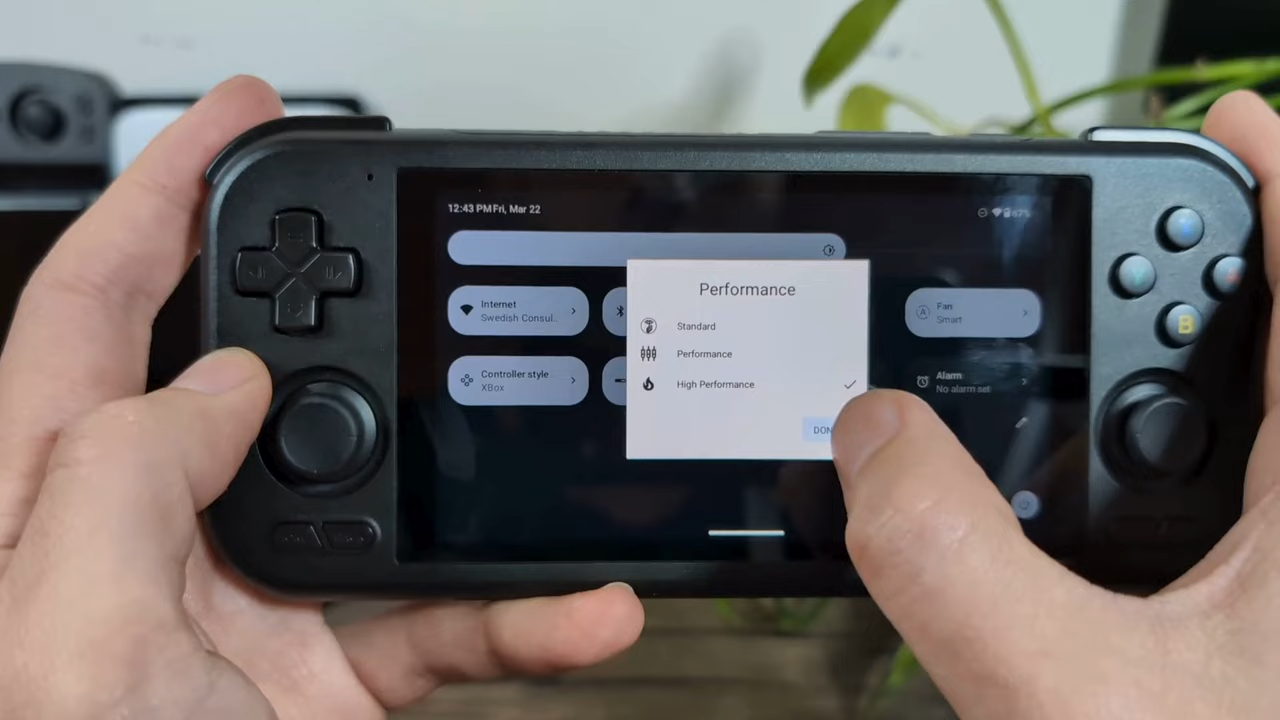 12:43 PM Fri, Mar 22
67%
Performance
Standard
Performance
High Performance
Internet
Swedish Consul..
Fan
Smart
Controller style
XBox
Alarm
No alarm set
B